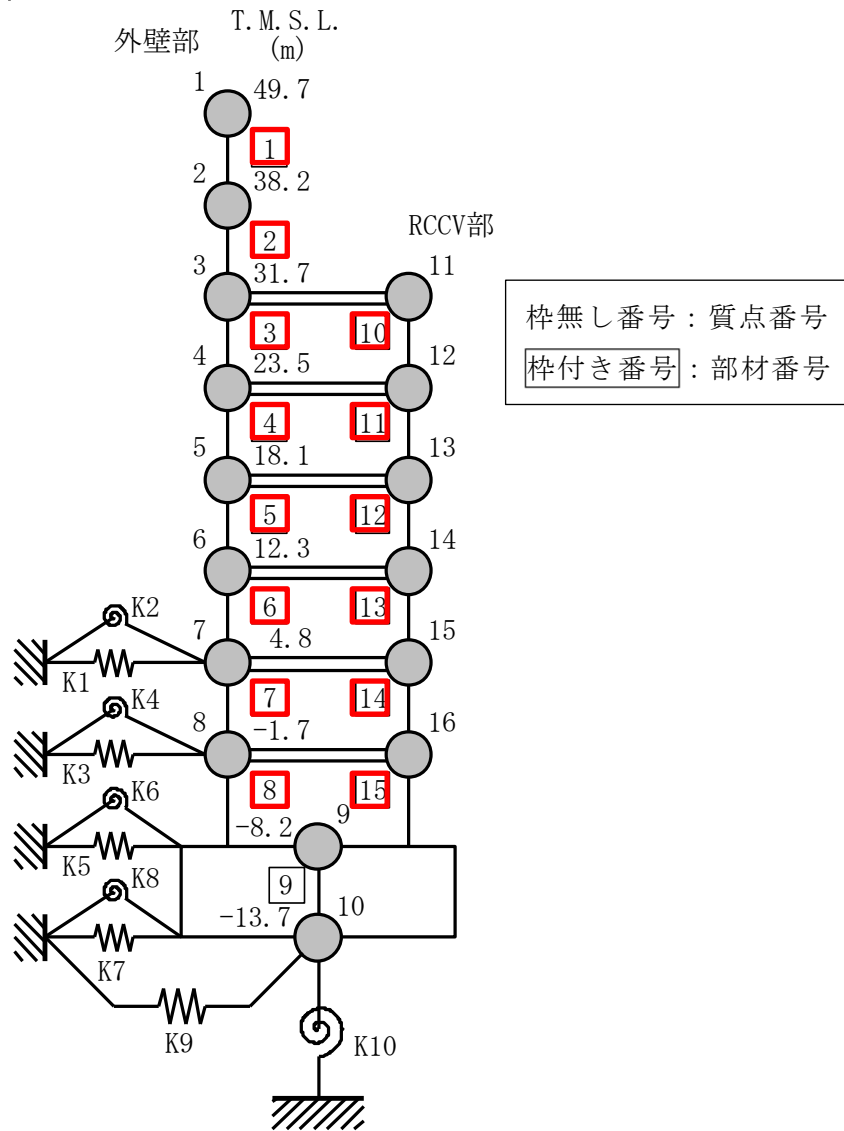 T.M.S.L.
(m)
外壁部
1 49.7
1
2 38.2
2
RCCV部
3 31.7 11
3 10
枠無し番号：質点番号
枠付き番号：部材番号
4 23.5 12
4 11
5 18.1 13
5 12
6 12.3 14
6 13
K2
7 4.8 15
K1
7 14
K4
8 -1.7 16
K3
8 15
K6
-8.2 9
K5
K8
9
-13.7 10
K7
K9
K10